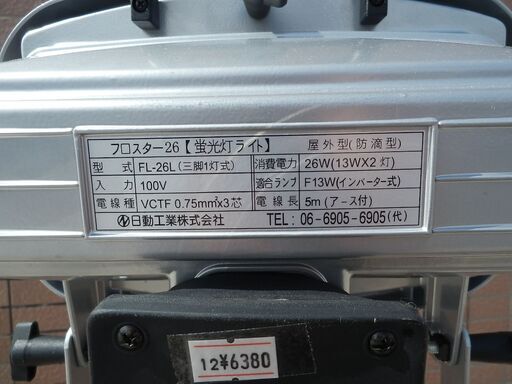 フロスター26【蛍光灯ライト】 屋外型(防滴型)
型式 FL-26L(三脚1灯式) 消費電力 26W(13WX2灯)
入力 100V 適合ランプ F13W(インバーター式)
電線種 VCTF 0.75mm²x3芯 電線長 5m(アース付)
日動工業株式会社 TEL:06-6905-6905(代)
12¥6380